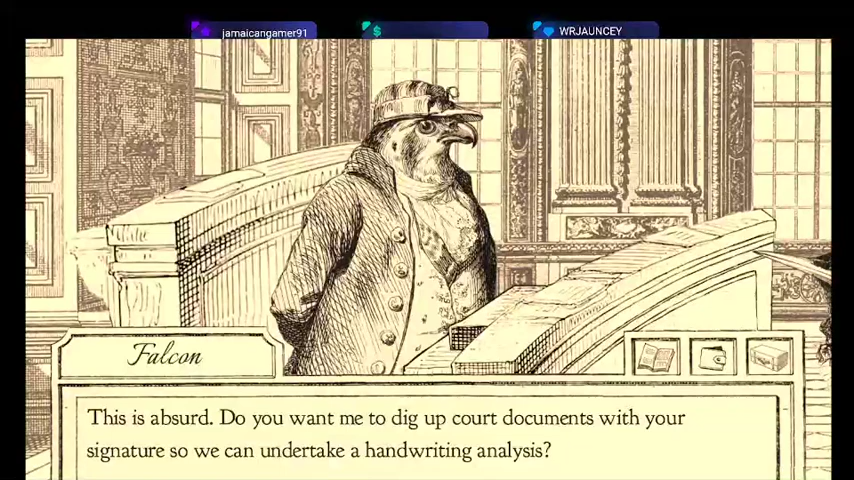 jamaicangamer91
$
WRJAUNCEY
Falcon
This is absurd. Do you want me to dig up court documents with your
signature so we can undertake a handwriting analysis?